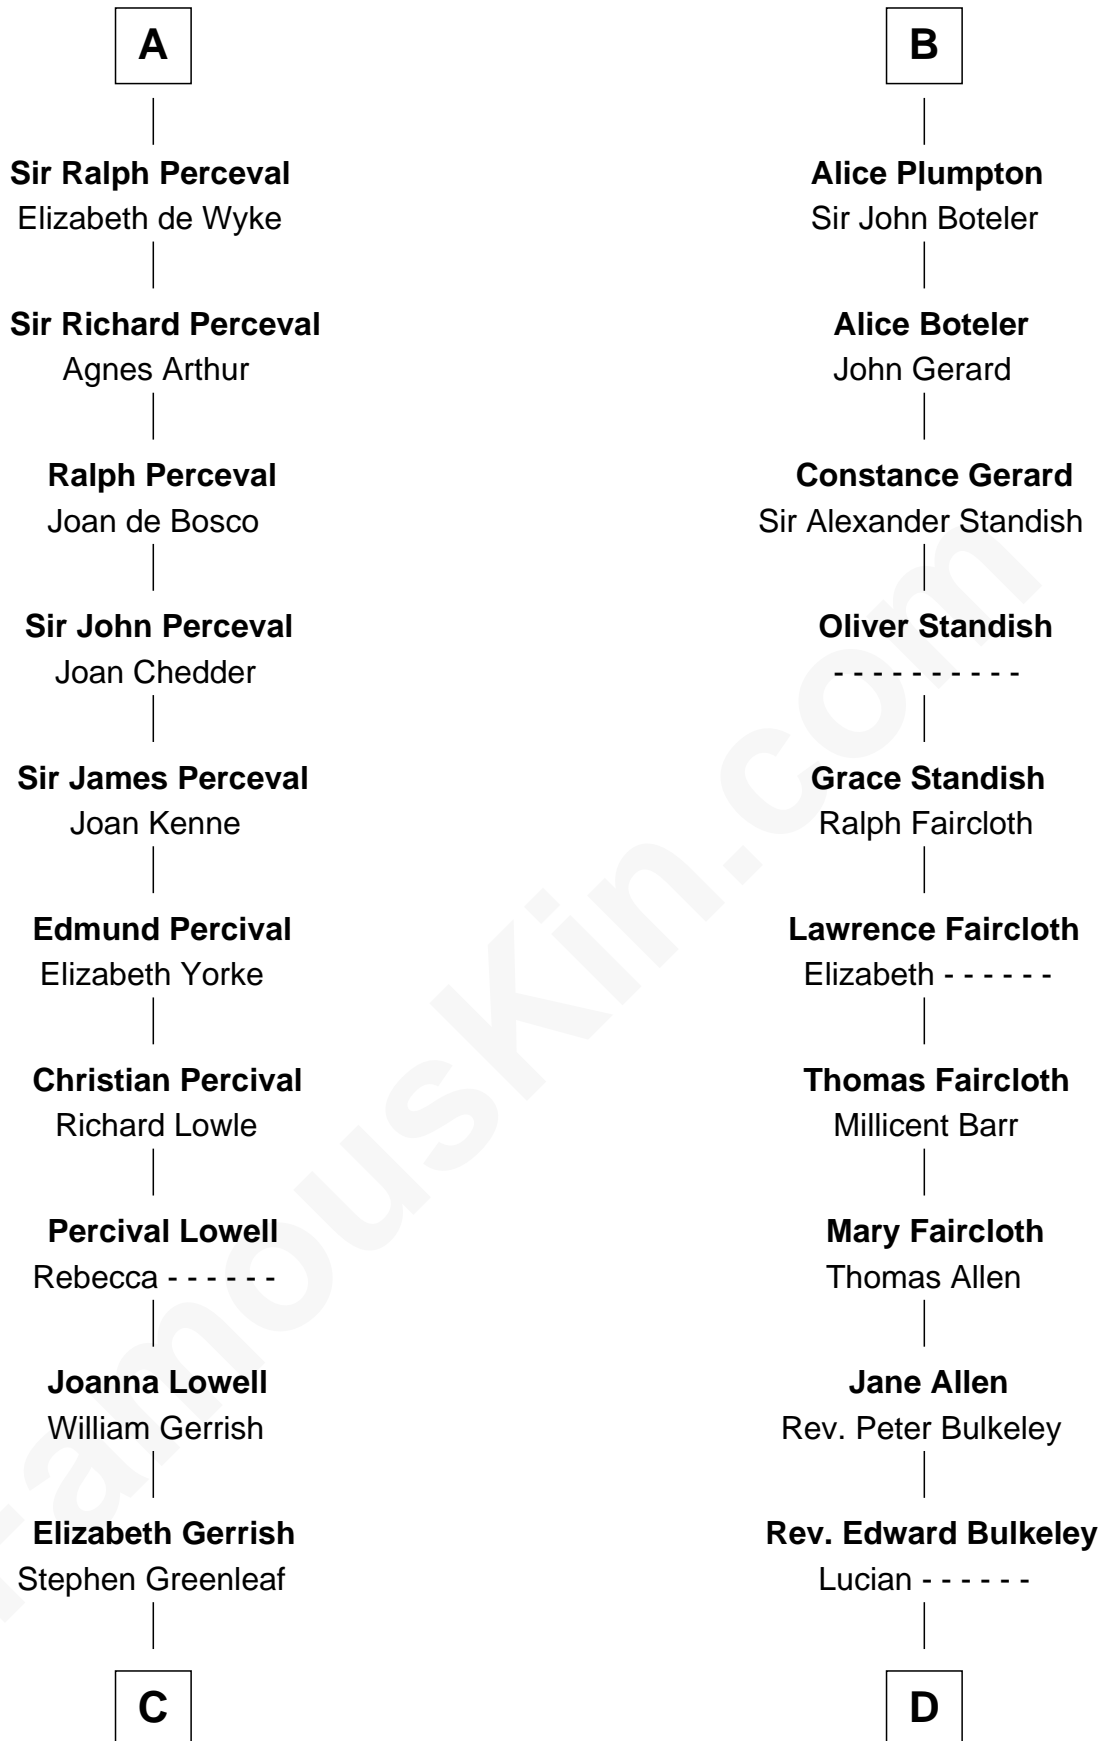 A
Sir Ralph Perceval
Elizabeth de Wyke
Sir Richard Perceval
Agnes Arthur
Ralph Perceval
Joan de Bosco
Sir John Perceval
Joan Chedder
Sir James Perceval
Joan Kenne
Edmund Percival
Elizabeth Yorke
Christian Percival
Richard Lowle
Percival Lowell
Rebecca - - - - - -
Joanna Lowell
William Gerrish
Elizabeth Gerrish
Stephen Greenleaf
C
B
Alice Plumpton
Sir John Boteler
Alice Boteler
John Gerard
Constance Gerard
Sir Alexander Standish
Oliver Standish
- - - - - - - - - -
Grace Standish
Ralph Faircloth
Lawrence Faircloth
Elizabeth - - - - - -
Thomas Faircloth
Millicent Barr
Mary Faircloth
Thomas Allen
Jane Allen
Rev. Peter Bulkeley
Rev. Edward Bulkeley
Lucian - - - - - -
D
FamousKin.com